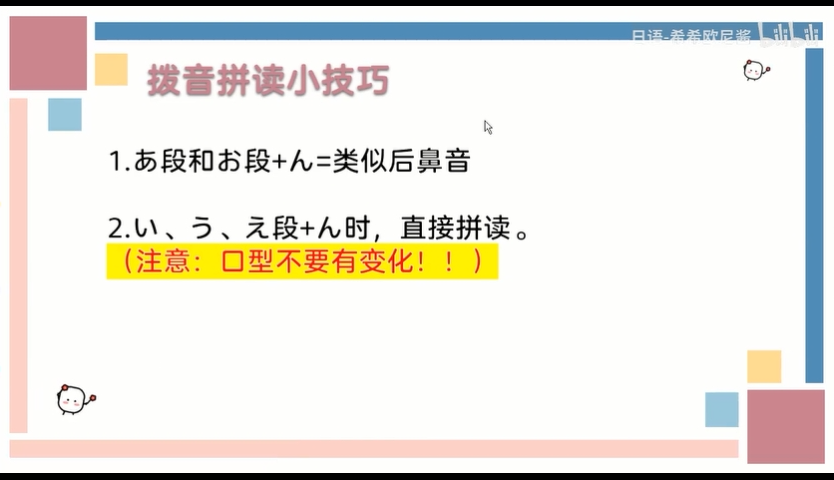 日语-希希欧尼酱 bilibili
拨音拼读小技巧
1.あ段和お段+ん=类似后鼻音
2.い、う、え段+ん时，直接拼读。
（注意：口型不要有变化！！）